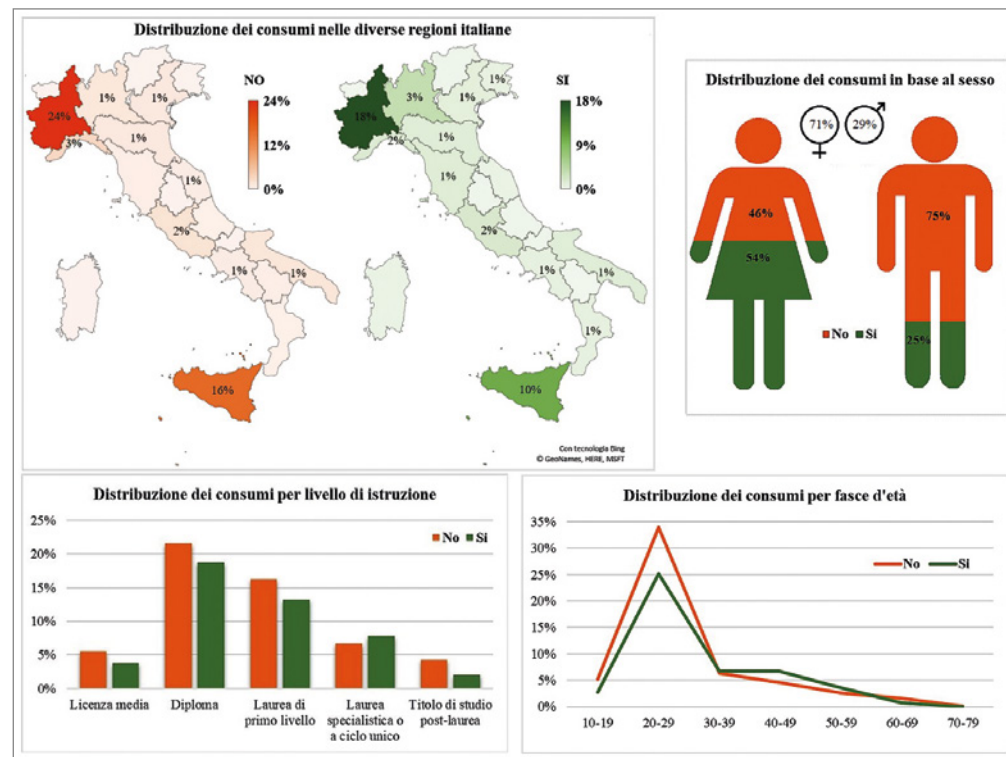 Distribuzione dei consumi nelle diverse regioni italiane
NO
24%
12%
0%
24%
1%
1%
3%
1%
1%
2%
1%
1%
16%
SI
18%
9%
0%
18%
3%
1%
1%
2%
1%
1%
2%
1%
1%
1%
10%
Con tecnologia Bing
© GeoNames, HERE, MSFT
Distribuzione dei consumi in base al sesso
71%
29%
46%
75%
54%
25%
No Si
Distribuzione dei consumi per livello di istruzione
No Si
25%
20%
15%
10%
5%
0%
Licenza media
Diploma
Laurea di
primo livello
Laurea
specialistica o
a ciclo unico
Titolo di studio
post-laurea
Distribuzione dei consumi per fasce d'età
No Si
35%
30%
25%
20%
15%
10%
5%
0%
10-19 20-29 30-39 40-49 50-59 60-69 70-79